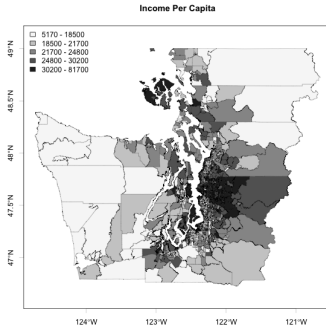 Income Per Capita
5170 - 18500
18500 - 21700
21700 - 24800
24800 - 30200
30200 - 81700
49°N
48.5°N
48°N
47.5°N
47°N
124°W
123°W
122°W
121°W